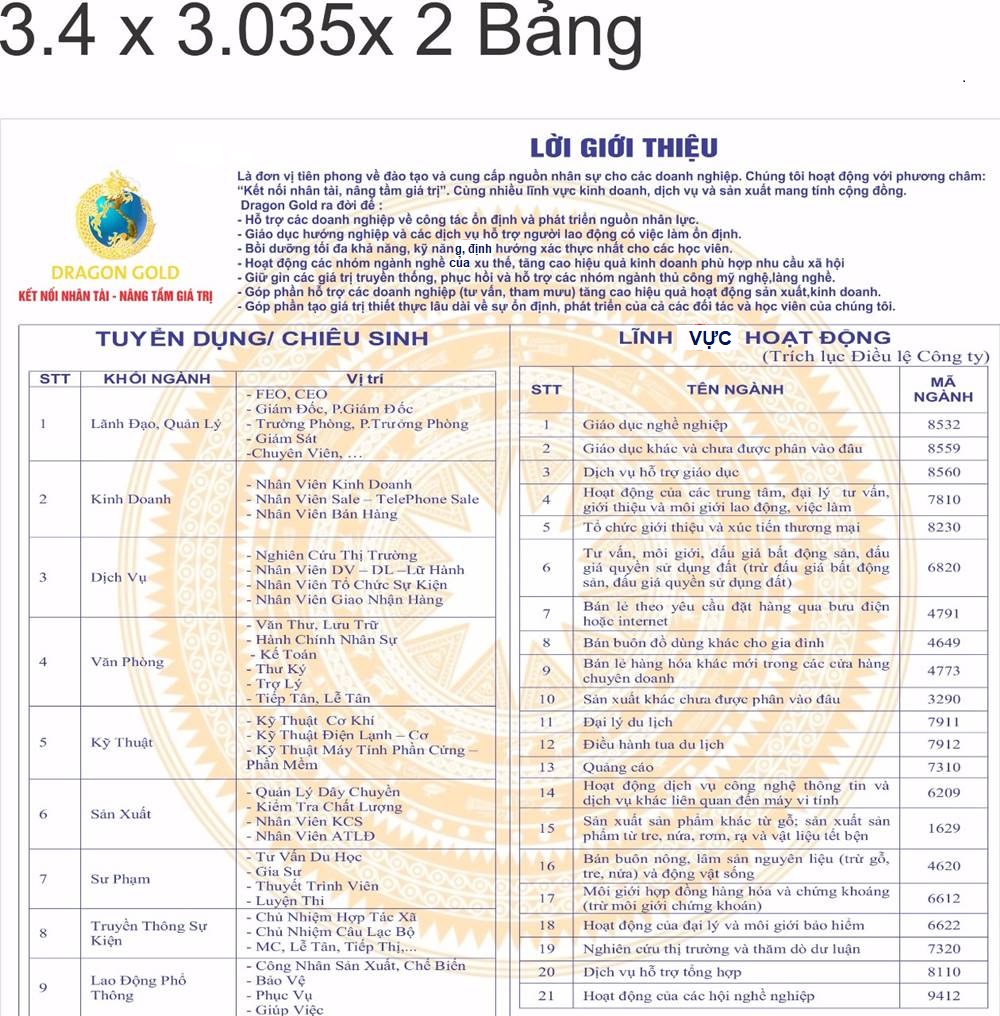 3.4 x 3.035x 2 Bảng
LỜI GIỚI THIỆU
Là đơn vị tiên phong về đào tạo và cung cấp nguồn nhân sự cho các doanh nghiệp. Chúng tôi hoạt động với phương châm:
“Kết nối nhân tài, nâng tầm giá trị”. Cùng nhiều lĩnh vực kinh doanh, dịch vụ và sản xuất mang tính cộng đồng.
Dragon Gold ra đời để :
- Hỗ trợ các doanh nghiệp về công tác ổn định và phát triển nguồn nhân lực.
- Giáo dục hướng nghiệp và các dịch vụ hỗ trợ người lao động có việc làm ổn định.
- Bồi dưỡng tối đa khả năng, kỹ năng, định hướng xác thực nhất cho các học viên.
- Hoạt động các nhóm ngành nghề của xu thế, tăng cao hiệu quả kinh doanh phù hợp nhu cầu xã hội
- Giữ gìn các giá trị truyền thống, phục hồi và hỗ trợ các nhóm ngành thủ công mỹ nghệ,làng nghề.
- Góp phần hỗ trợ các doanh nghiệp (tư vấn, tham mưu) tăng cao hiệu quả hoạt động sản xuất,kinh doanh.
- Góp phần tạo giá trị thiết thực lâu dài về sự ổn định, phát triển của cả các đối tác và học viên của chúng tôi.
DRAGON GOLD
KẾT NỐI NHÂN TÀI - NÂNG TẦM GIÁ TRỊ
TUYỂN DỤNG/ CHIÊU SINH
STT KHỐI NGÀNH Vị trí
1 Lãnh Đạo, Quản Lý
- FEO, CEO
- Giám Đốc, P.Giám Đốc
- Trưởng Phòng, P.Trưởng Phòng
- Giám Sát
-Chuyên Viên, …
2 Kinh Doanh
- Nhân Viên Kinh Doanh
- Nhân Viên Sale – TelePhone Sale
- Nhân Viên Bán Hàng
3 Dịch Vụ
- Nghiên Cứu Thị Trường
- Nhân Viên DV – DL –Lữ Hành
- Nhân Viên Tổ Chức Sự Kiện
- Nhân Viên Giao Nhận Hàng
4 Văn Phòng
- Văn Thư, Lưu Trữ
- Hành Chính Nhân Sự
- Kế Toán
- Thư Ký
- Trợ Lý
- Tiếp Tân, Lễ Tân
5 Kỹ Thuật
- Kỹ Thuật Cơ Khí
- Kỹ Thuật Điện Lạnh – Cơ
- Kỹ Thuật Máy Tính Phần Cứng –
Phần Mềm
6 Sản Xuất
- Quản Lý Dây Chuyền
- Kiểm Tra Chất Lượng
- Nhân Viên KCS
- Nhân Viên ATLĐ
7 Sư Phạm
- Tư Vấn Du Học
- Gia Sư
- Thuyết Trình Viên
- Luyện Thi
8 Truyền Thông Sự
Kiện
- Chủ Nhiệm Hợp Tác Xã
- Chủ Nhiệm Câu Lạc Bộ
- MC, Lễ Tân, Tiếp Thị,...
9 Lao Động Phổ
Thông
- Công Nhân Sản Xuất, Chế Biến
- Bảo Vệ
- Phục Vụ
- Giúp Việc
LĨNH VỰC HOẠT ĐỘNG
(Trích lục Điều lệ Công ty)
STT TÊN NGÀNH MÃ
NGÀNH
1 Giáo dục nghề nghiệp 8532
2 Giáo dục khác và chưa được phân vào đâu 8559
3 Dịch vụ hỗ trợ giáo dục 8560
4 Hoạt động của các trung tâm, đại lý tư vấn,
giới thiệu và môi giới lao động, việc làm 7810
5 Tổ chức giới thiệu và xúc tiến thương mại 8230
6 Tư vấn, môi giới, đấu giá bất động sản, đấu
giá quyền sử dụng đất (trừ đấu giá bất động
sản, đấu giá quyền sử dụng đất) 6820
7 Bán lẻ theo yêu cầu đặt hàng qua bưu điện
hoặc internet 4791
8 Bán buôn đồ dùng khác cho gia đình 4649
9 Bán lẻ hàng hóa khác mới trong các cửa hàng
chuyên doanh 4773
10 Sản xuất khác chưa được phân vào đâu 3290
11 Đại lý du lịch 7911
12 Điều hành tua du lịch 7912
13 Quảng cáo 7310
14 Hoạt động dịch vụ công nghệ thông tin và
dịch vụ khác liên quan đến máy vi tính 6209
15 Sản xuất sản phẩm khác từ gỗ; sản xuất sản
phẩm từ tre, nứa, rơm, rạ và vật liệu tết bện 1629
16 Bán buôn nông, lâm sản nguyên liệu (trừ gỗ,
tre, nứa) và động vật sống 4620
17 Môi giới hợp đồng hàng hóa và chứng khoáng
(trừ môi giới chứng khoán) 6612
18 Hoạt động của đại lý và môi giới bảo hiểm 6622
19 Nghiên cứu thị trường và thăm dò dư luận 7320
20 Dịch vụ hỗ trợ tổng hợp 8110
21 Hoạt động của các hội nghề nghiệp 9412